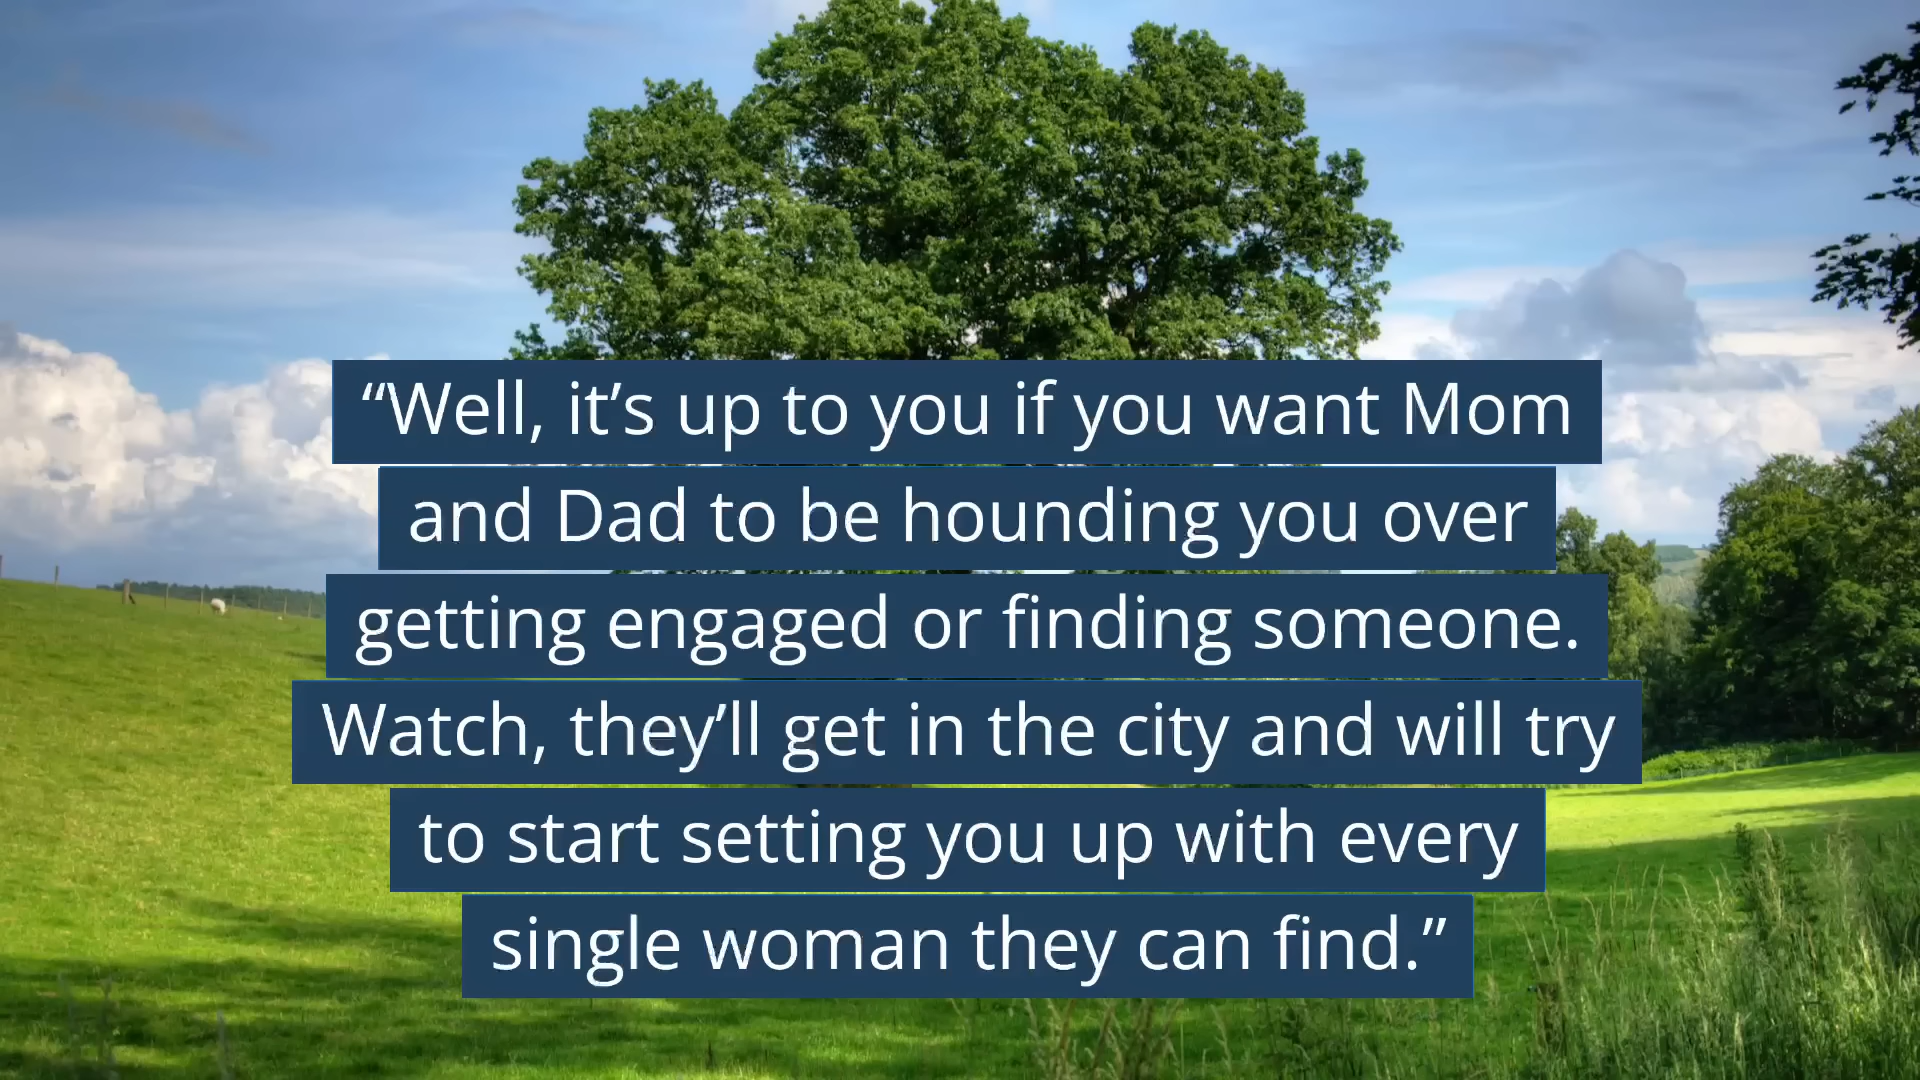 “Well, it’s up to you if you want Mom
and Dad to be hounding you over
getting engaged or finding someone.
Watch, they’ll get in the city and will try
to start setting you up with every
single woman they can find.”